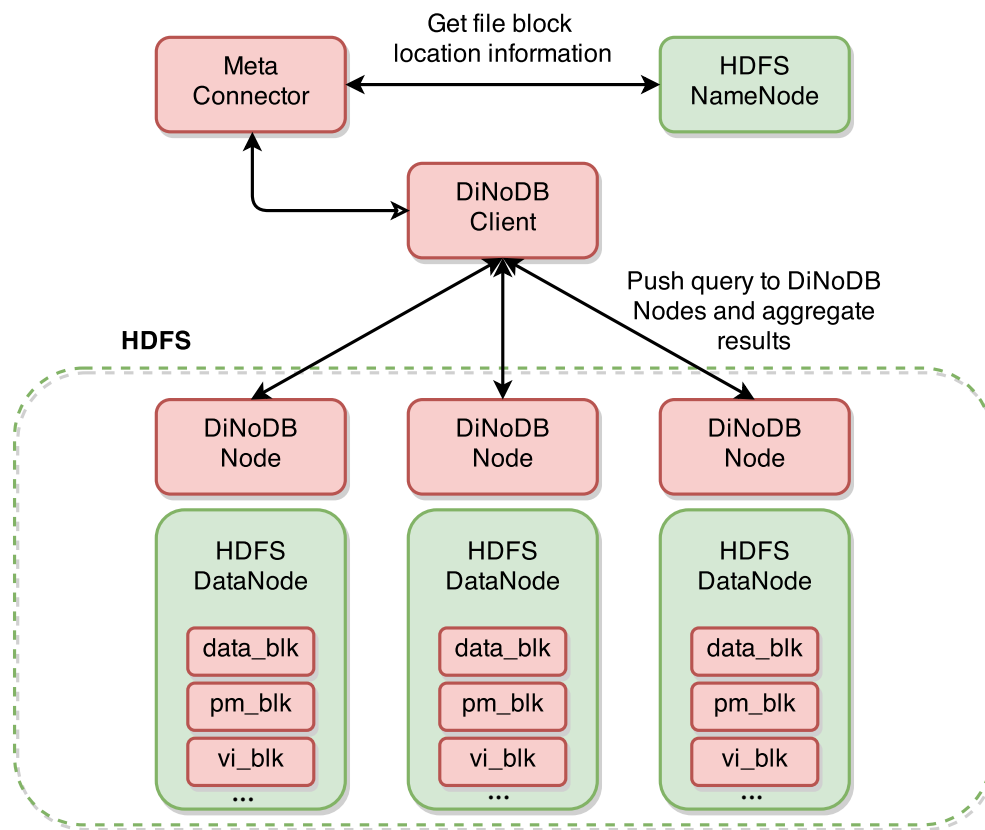 Get file block
location information
Meta
Connector
HDFS
NameNode
DiNoDB
Client
Push query to DiNoDB
Nodes and aggregate
results
HDFS
DiNoDB
Node
DiNoDB
Node
DiNoDB
Node
HDFS
DataNode
data_blk
pm_blk
vi_blk
...
HDFS
DataNode
data_blk
pm_blk
vi_blk
...
HDFS
DataNode
data_blk
pm_blk
vi_blk
...